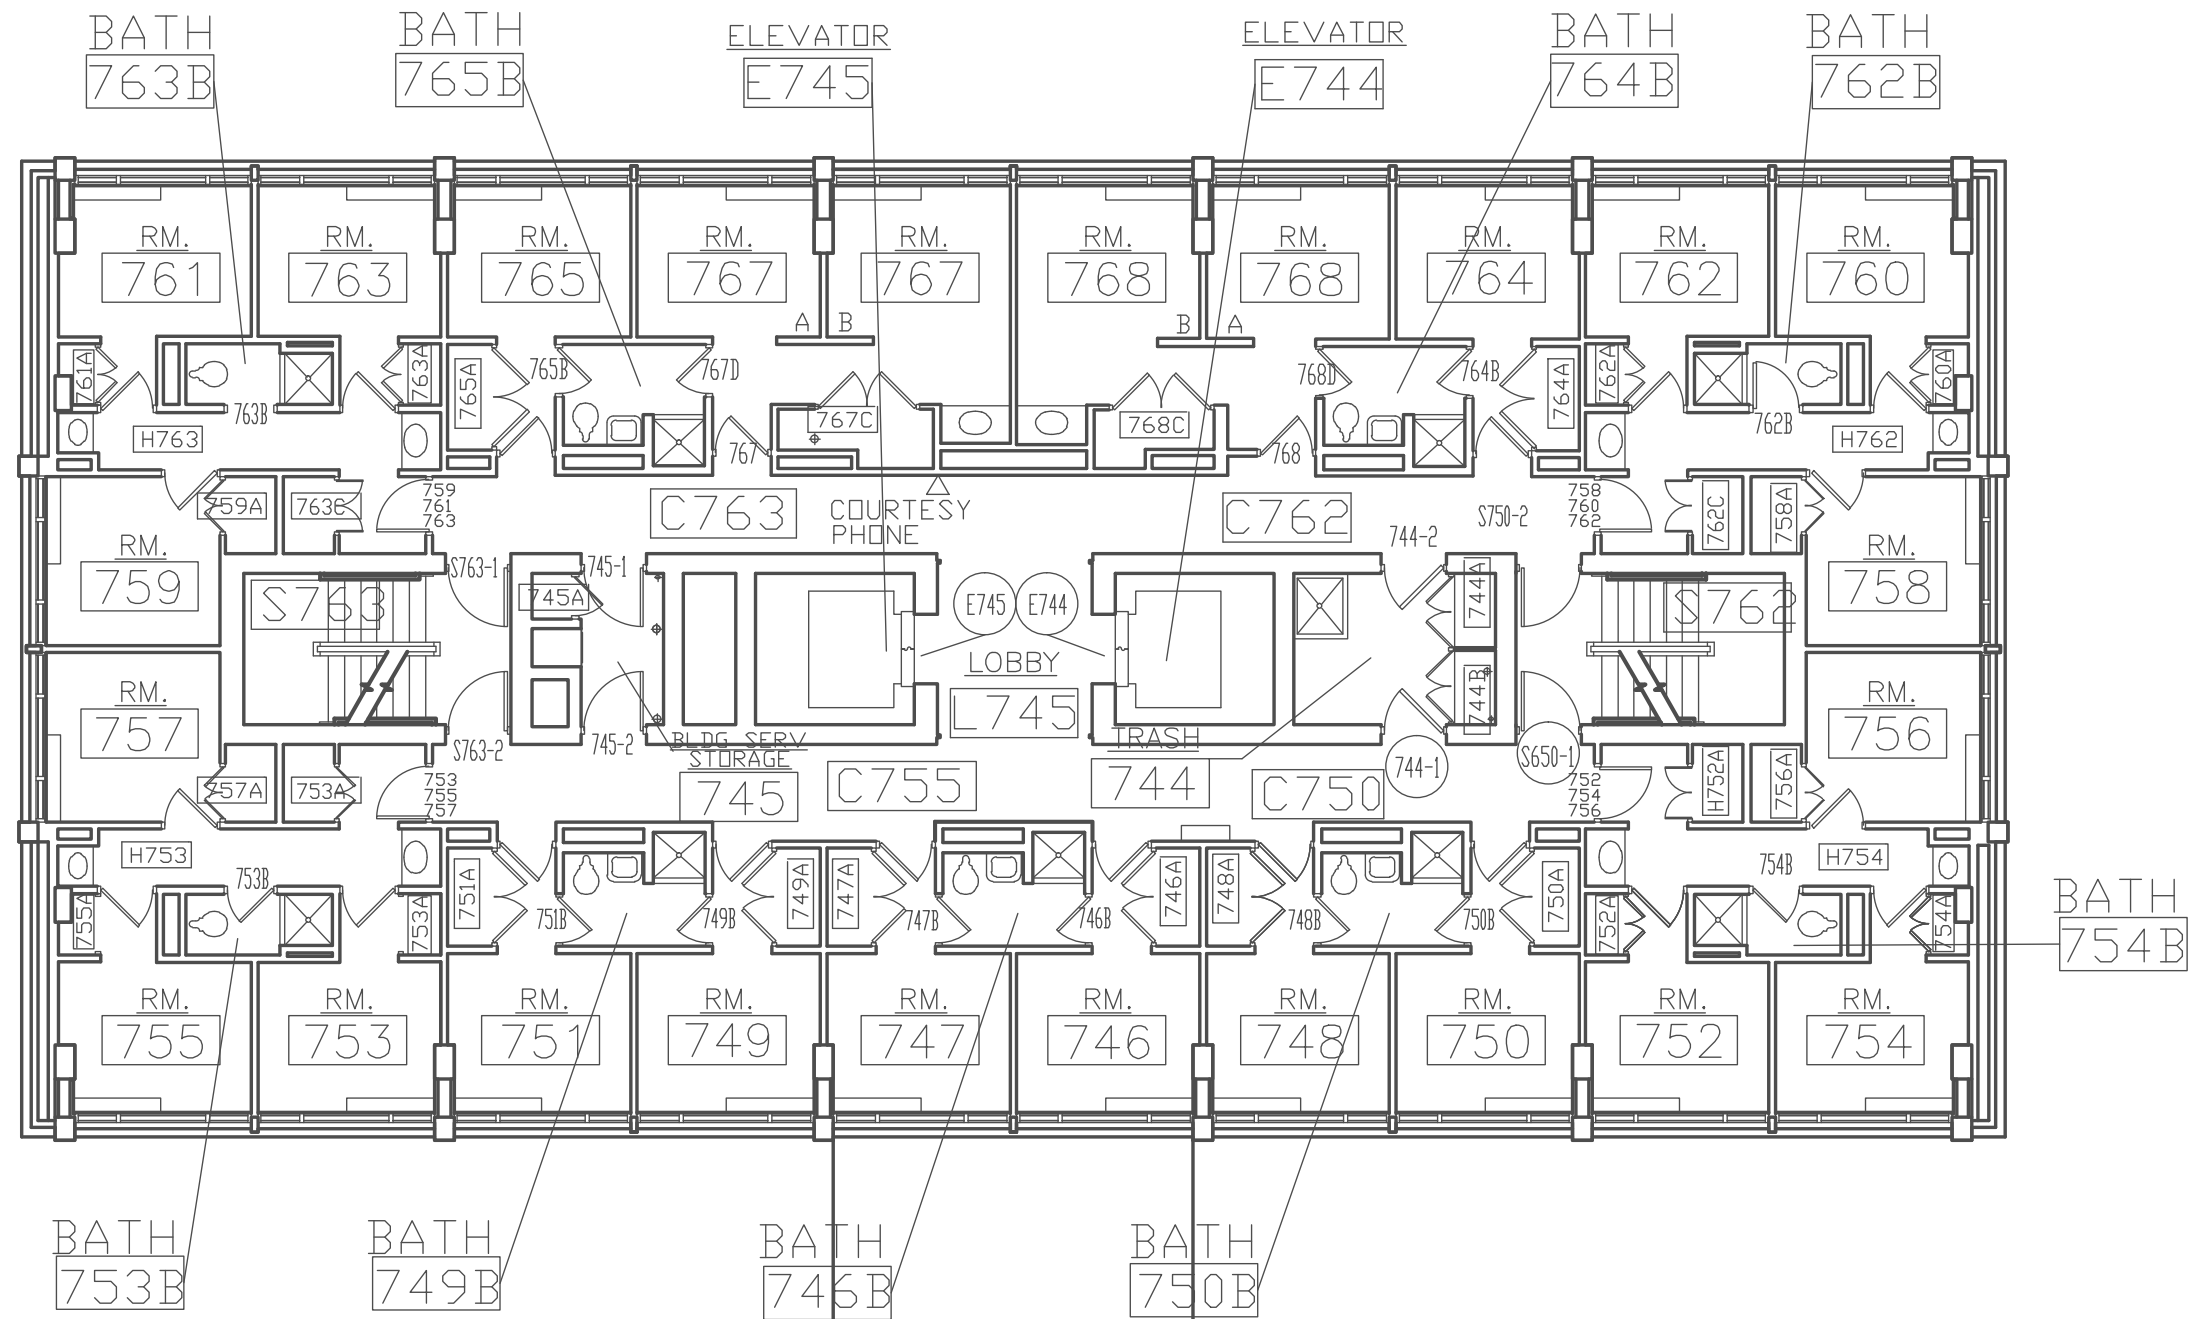 BATH
763B
BATH
765B
ELEVATOR
E745
ELEVATOR
E744
BATH
764B
BATH
762B
RM.
761
RM.
763
RM.
765
RM.
767
RM.
767
RM.
768
RM.
768
RM.
764
RM.
762
RM.
760
A
B
B
A
761A
763A
765A
765B
767D
768D
764B
764A
762A
760A
763B
767C
768C
762B
H763
767
768
H762
759A
763C
759
761
763
C763
COURTESY
PHONE
C762
S750-2
758
760
762
762C
758A
RM.
759
S763
S763-1
745A
745-1
E745
E744
744-2
744A
S762
RM.
758
LOBBY
L745
744B
RM.
757
S763-2
745-2
BLDG SERV
STORAGE
745
C755
TRASH
744
C750
744-1
S650-1
RM.
756
757A
753A
753
755
757
752
754
756
H752A
756A
H753
H754
753B
754B
755A
753A
751A
751B
749B
749A
747A
747B
746B
746A
748A
748B
750B
750A
752A
754A
BATH
754B
RM.
755
RM.
753
RM.
751
RM.
749
RM.
747
RM.
746
RM.
748
RM.
750
RM.
752
RM.
754
BATH
753B
BATH
749B
BATH
746B
BATH
750B